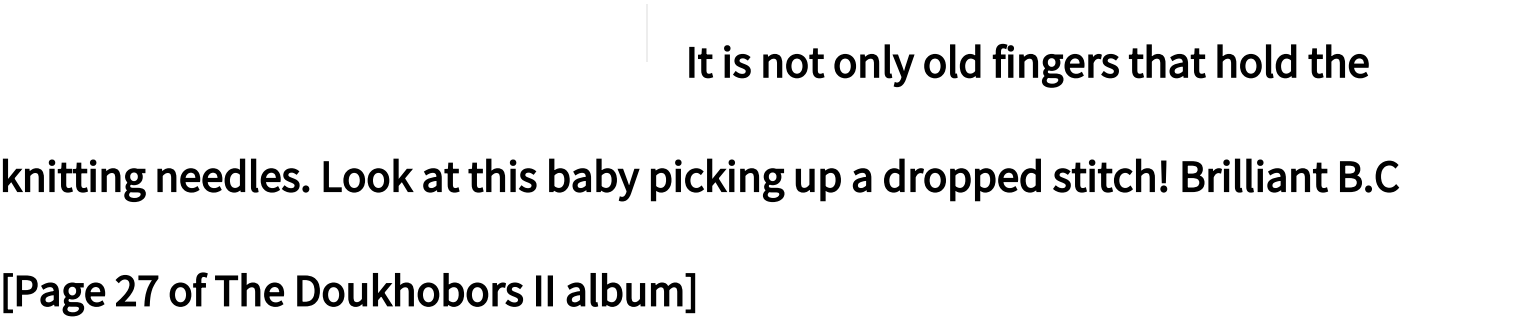 It is not only old fingers that hold the
knitting needles. Look at this baby picking up a dropped stitch! Brilliant B.C
[Page 27 of The Doukhobors II album]